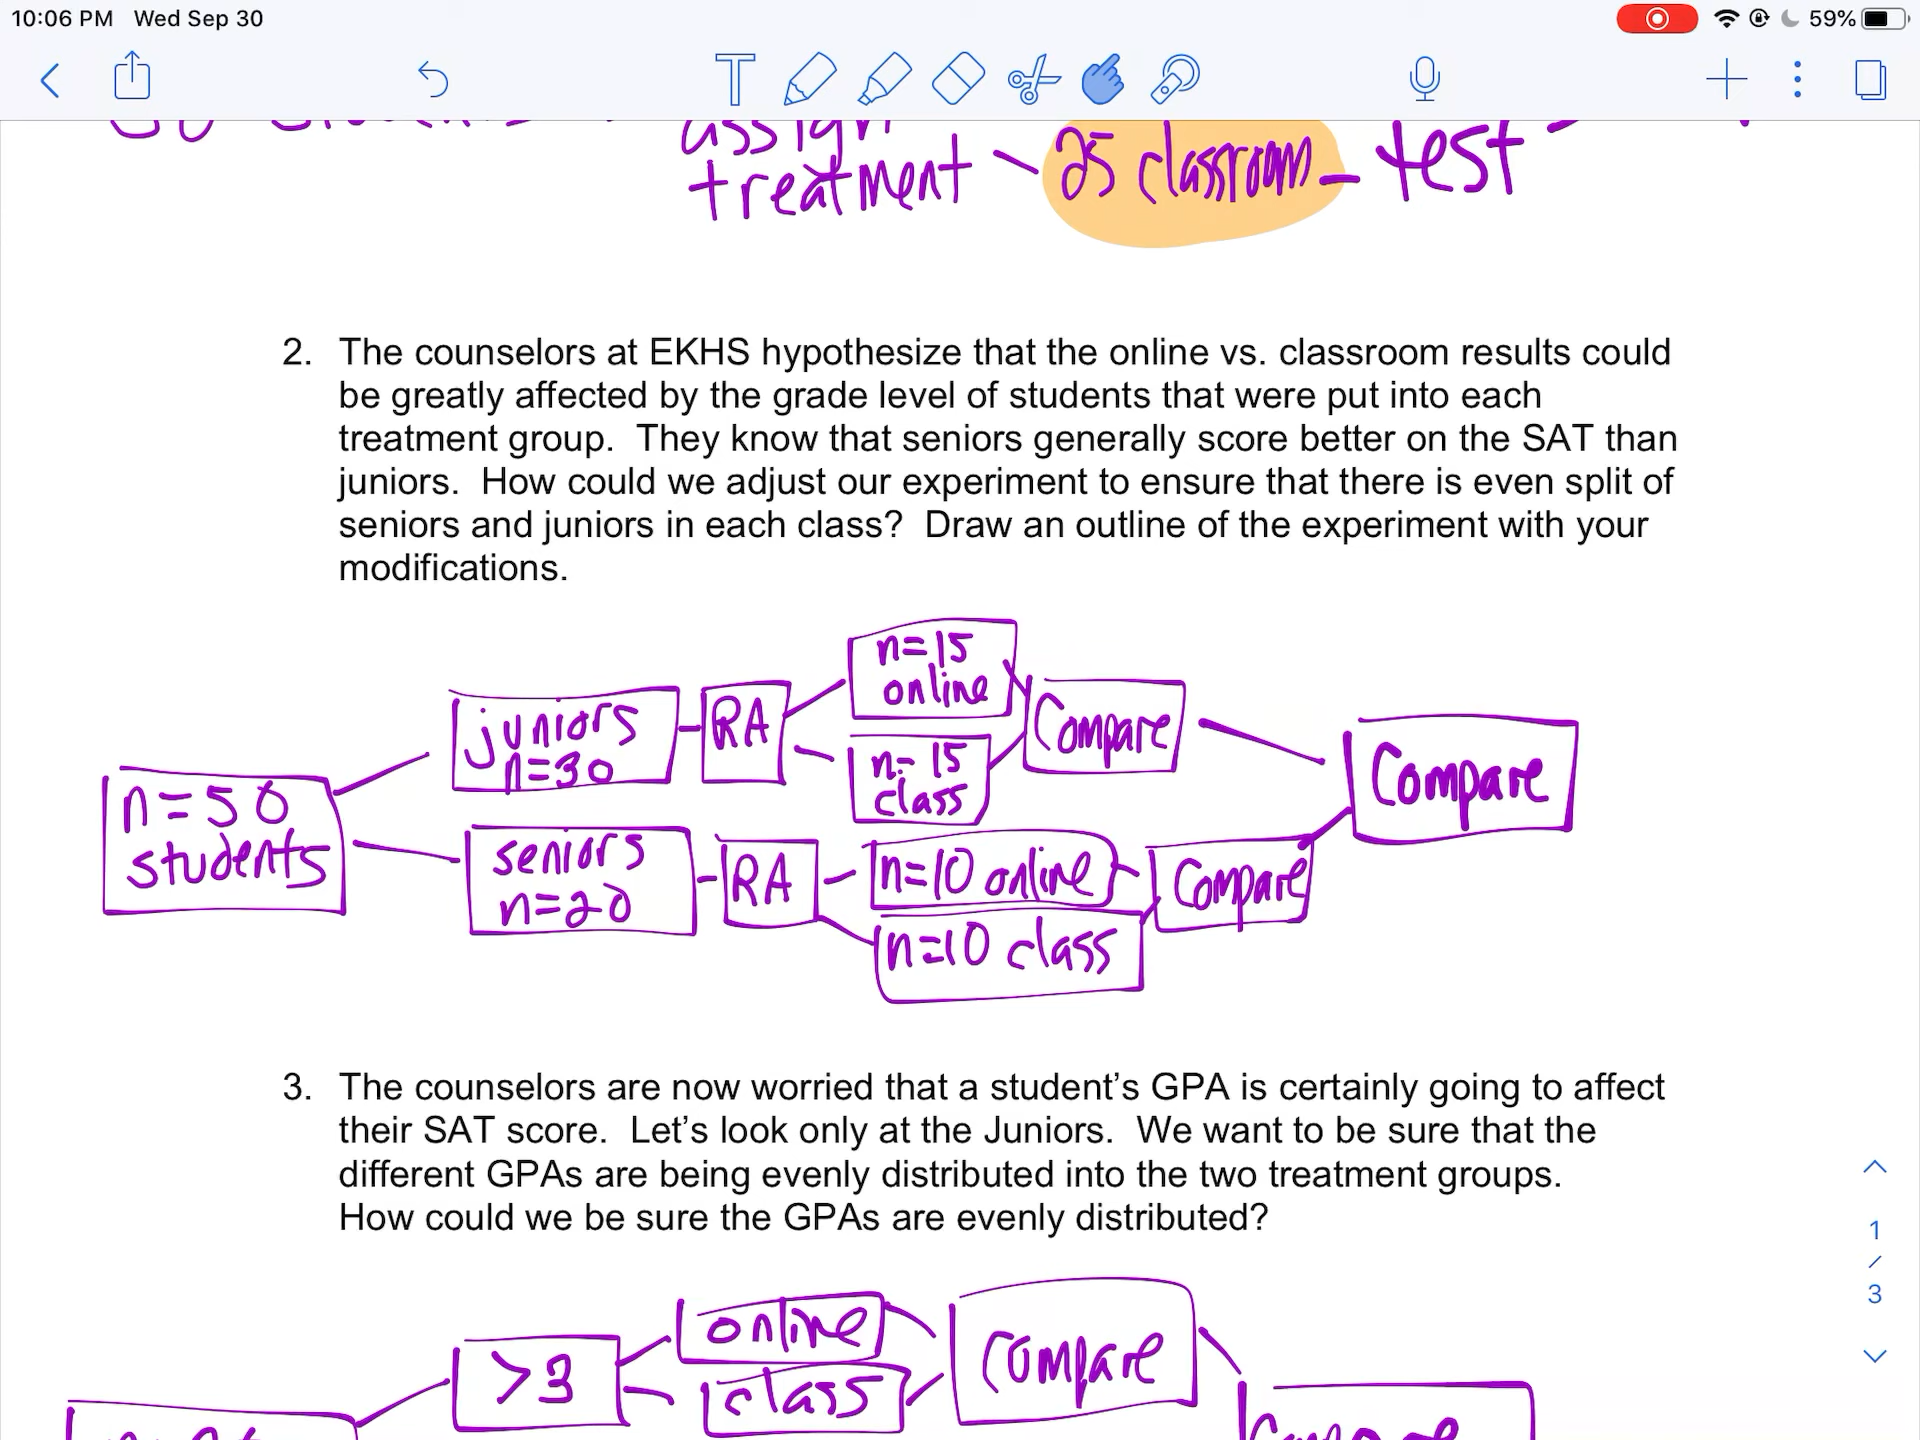 10:06 PM Wed Sep 30
59%
treatment
25 classroom
test
2. The counselors at EKHS hypothesize that the online vs. classroom results could
be greatly affected by the grade level of students that were put into each
treatment group. They know that seniors generally score better on the SAT than
juniors. How could we adjust our experiment to ensure that there is even split of
seniors and juniors in each class? Draw an outline of the experiment with your
modifications.
n=50
students
juniors
n=30
RA
n=15
online
n=15
class
Compare
seniors
n=20
RA
n=10 online
n=10 class
Compare
Compare
3. The counselors are now worried that a student’s GPA is certainly going to affect
their SAT score. Let’s look only at the Juniors. We want to be sure that the
different GPAs are being evenly distributed into the two treatment groups.
How could we be sure the GPAs are evenly distributed?
>3
online
class
Compare
1
/
3